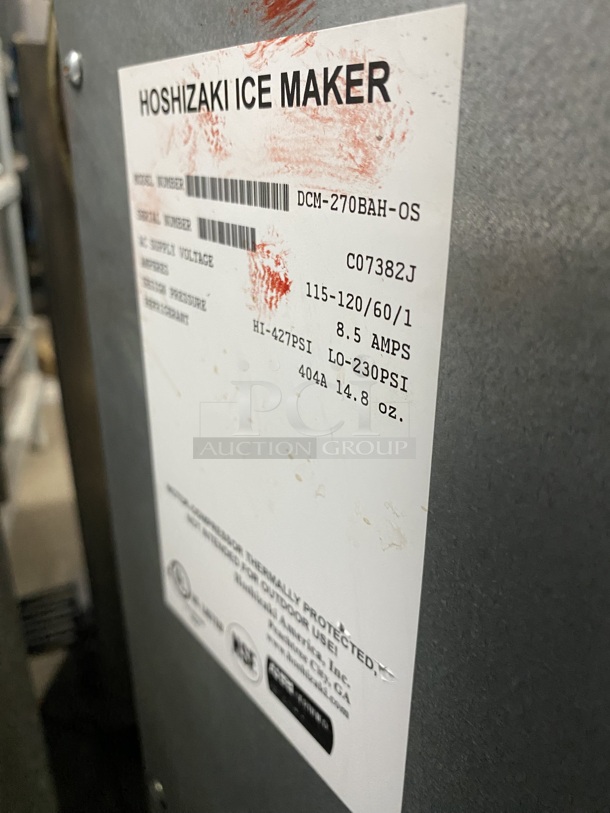 HOSHIZAKI ICE MAKER
MODEL NUMBER DCM-270BAH-OS
SERIAL NUMBER C07382J
AC SUPPLY VOLTAGE 115-120/60/1
AMPERES 8.5 AMPS
DESIGN PRESSURE HI-427PSI LO-230PSI
REFRIGERANT 404A 14.8 oz.
PCI
AUCTION GROUP
MOTOR-COMPRESSOR THERMALLY PROTECTED.
NOT INTENDED FOR OUTDOOR USE!
Hoshizaki America, Inc.
Peachtree City, GA
www.hoshizaki.com
NSF